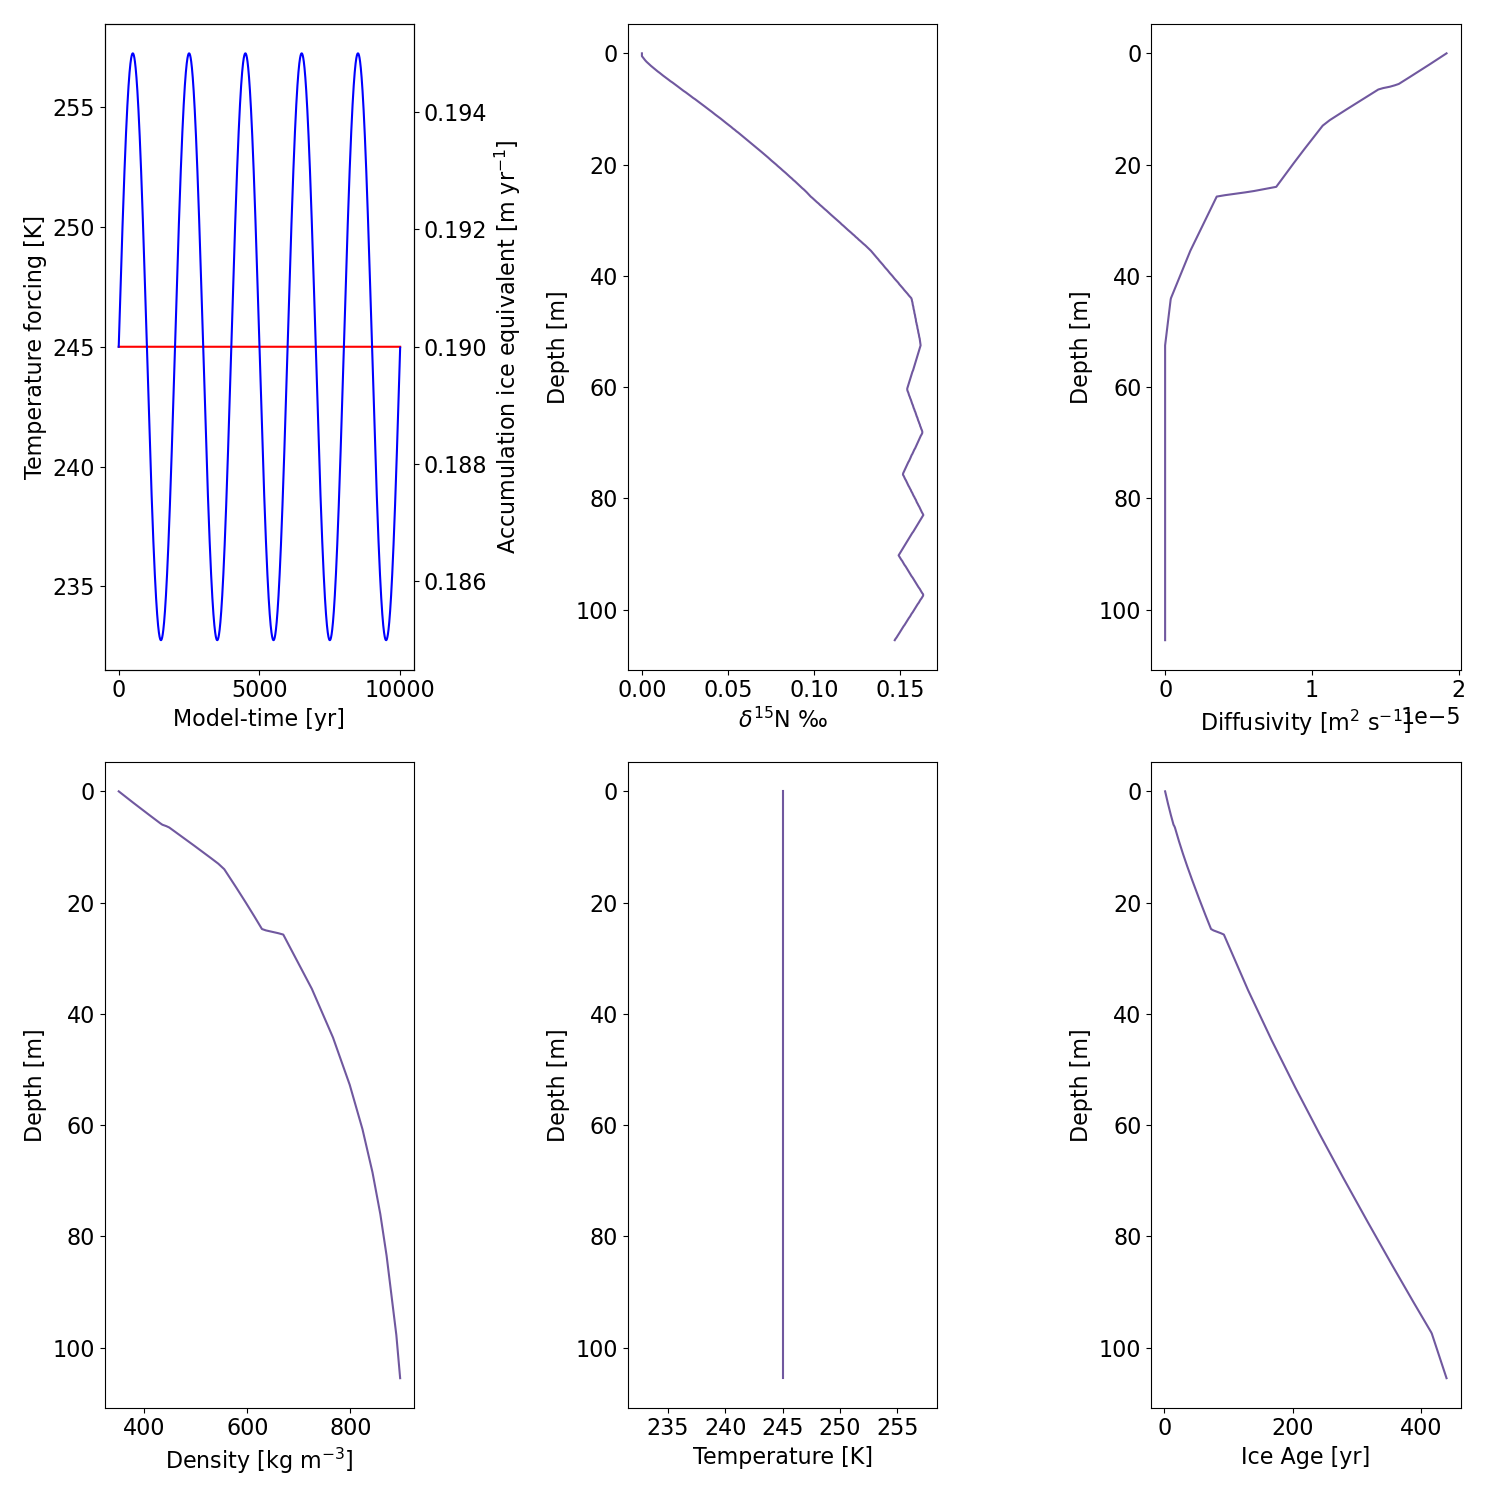 Temperature forcing [K]
255
250
245
240
235
0 5000 10000
Model-time [yr]
0.194
0.192
0.190
0.188
0.186
Accumulation ice equivalent [m yr⁻¹]
Depth [m]
0
20
40
60
80
100
0.00 0.05 0.10 0.15
δ¹⁵N ‰
Depth [m]
0
20
40
60
80
100
0 1 2
Diffusivity [m² s⁻¹]
1e−5
Depth [m]
0
20
40
60
80
100
400 600 800
Density [kg m⁻³]
Depth [m]
0
20
40
60
80
100
235 240 245 250 255
Temperature [K]
Depth [m]
0
20
40
60
80
100
0 200 400
Ice Age [yr]